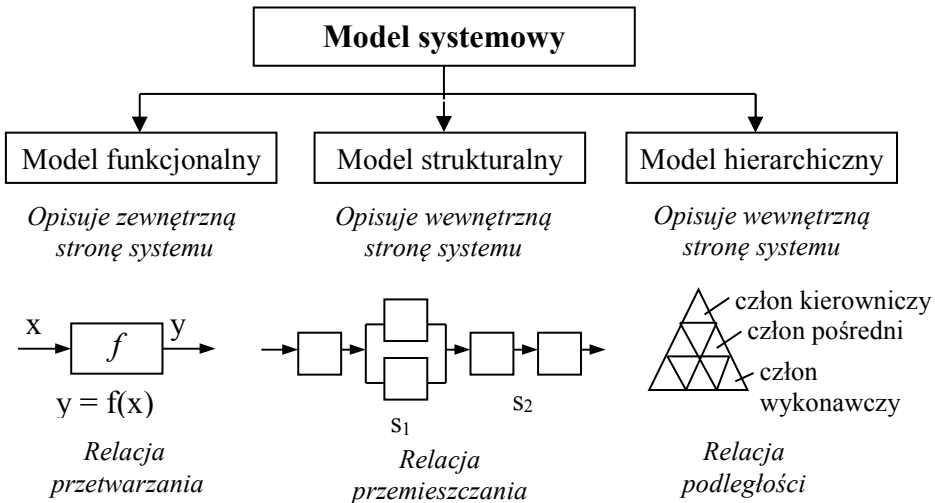 Model systemowy
Model funkcjonalny
Model strukturalny
Model hierarchiczny
Opisuje zewnętrzną
stronę systemu
Opisuje wewnętrzną
stronę systemu
Opisuje wewnętrzną
stronę systemu
x
f
y
y = f(x)
s₁
s₂
człon kierowniczy
człon pośredni
człon
wykonawczy
Relacja
przetwarzania
Relacja
przemieszczania
Relacja
podległości